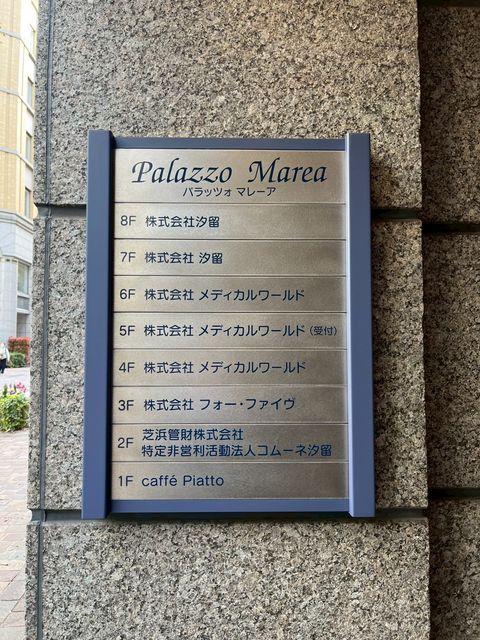 Palazzo Marea
パラッツォ マレーア
8F 株式会社汐留
7F 株式会社 汐留
6F 株式会社 メディカルワールド
5F 株式会社 メディカルワールド(受付)
4F 株式会社 メディカルワールド
3F 株式会社 フォー・ファイヴ
2F 芝浜管財株式会社
特定非営利活動法人コムーネ汐留
1F caffé Piatto